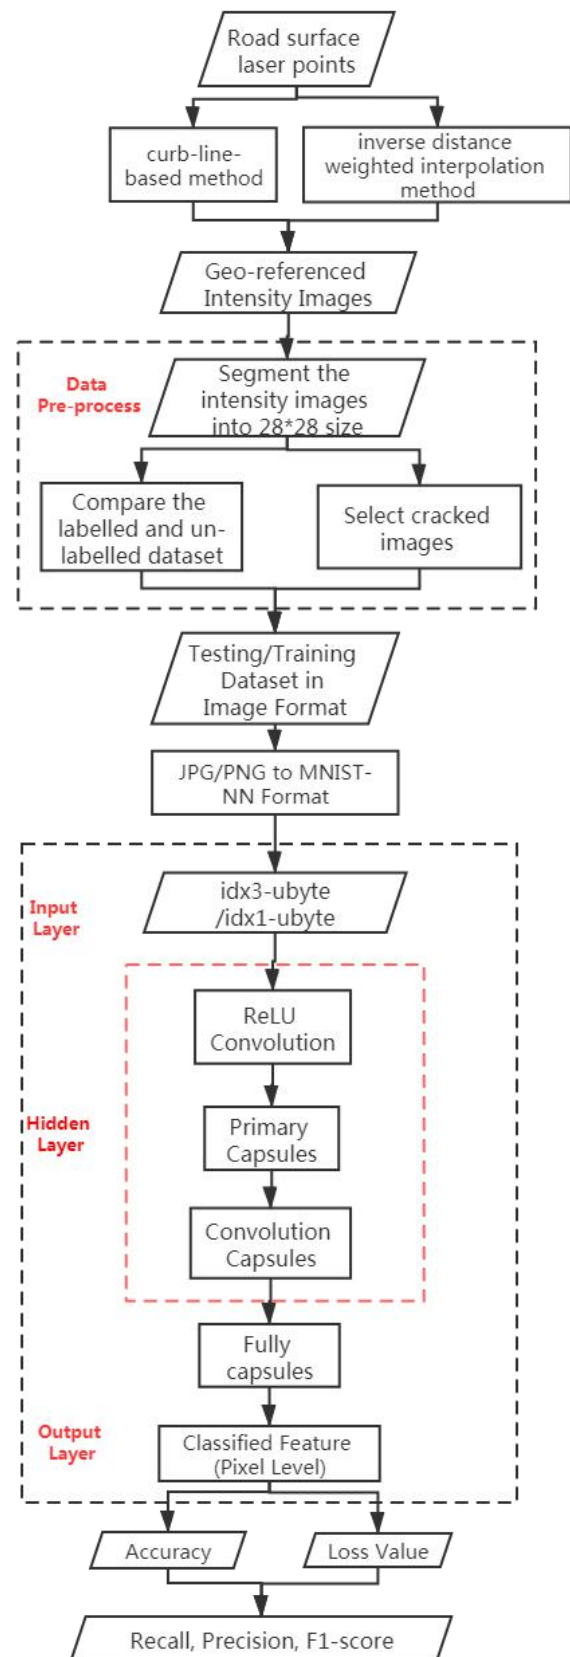 Road surface
laser points
curb-line-
based method
inverse distance
weighted interpolation
method
Geo-referenced
Intensity Images
Data
Pre-process
Segment the
intensity images
into 28*28 size
Compare the
labelled and un-
labelled dataset
Select cracked
images
Testing/Training
Dataset in
Image Format
JPG/PNG to MNIST-
NN Format
Input
Layer
idx3-ubyte
/idx1-ubyte
ReLU
Convolution
Hidden
Layer
Primary
Capsules
Convolution
Capsules
Fully
capsules
Output
Layer
Classified Feature
(Pixel Level)
Accuracy
Loss Value
Recall, Precision, F1-score